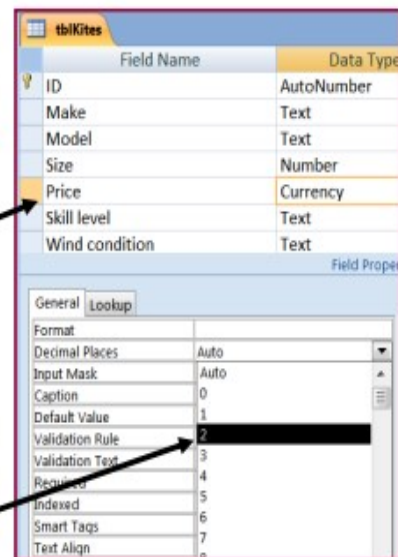 tblKites
Field Name Data Type
ID AutoNumber
Make Text
Model Text
Size Number
Price Currency
Skill level Text
Wind condition Text
Field Prope
General Lookup
Format
Decimal Places Auto
Input Mask Auto
Caption 0
Default Value 1
Validation Rule 2
Validation Text 3
Required 4
Indexed 5
Smart Tags 6
Text Align 7